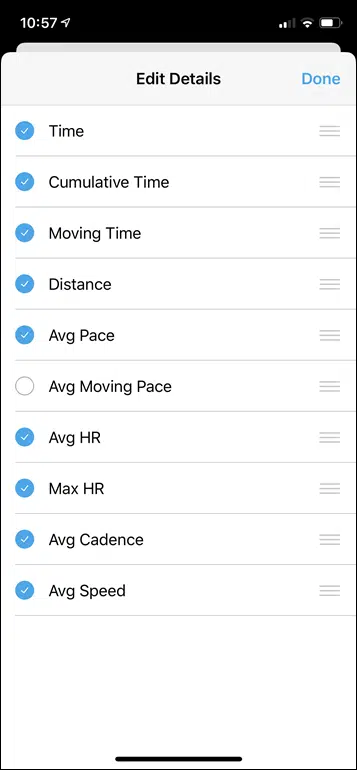 10:57
Edit Details
Done
Time
Cumulative Time
Moving Time
Distance
Avg Pace
Avg Moving Pace
Avg HR
Max HR
Avg Cadence
Avg Speed